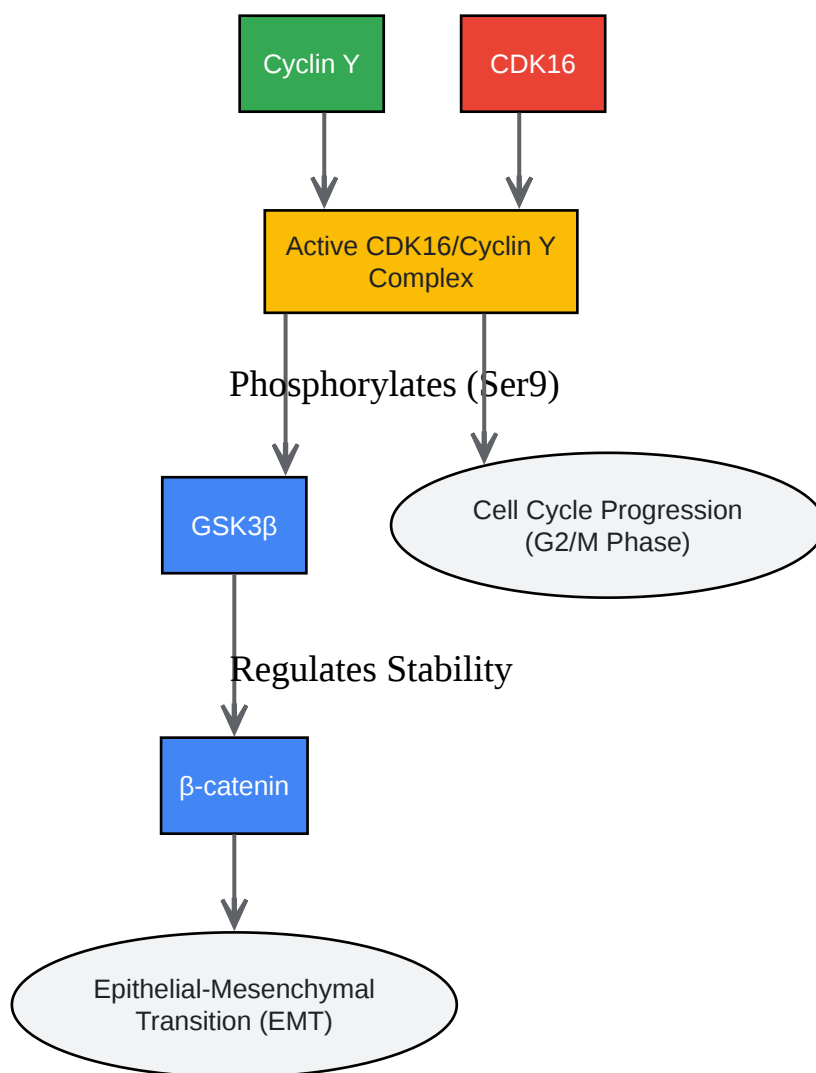 Cyclin Y
CDK16
Active CDK16/Cyclin Y
Complex
Phosphorylates (Ser9)
GSK3β
Cell Cycle Progression
(G2/M Phase)
Regulates Stability
β-catenin
Epithelial-Mesenchymal
Transition (EMT)